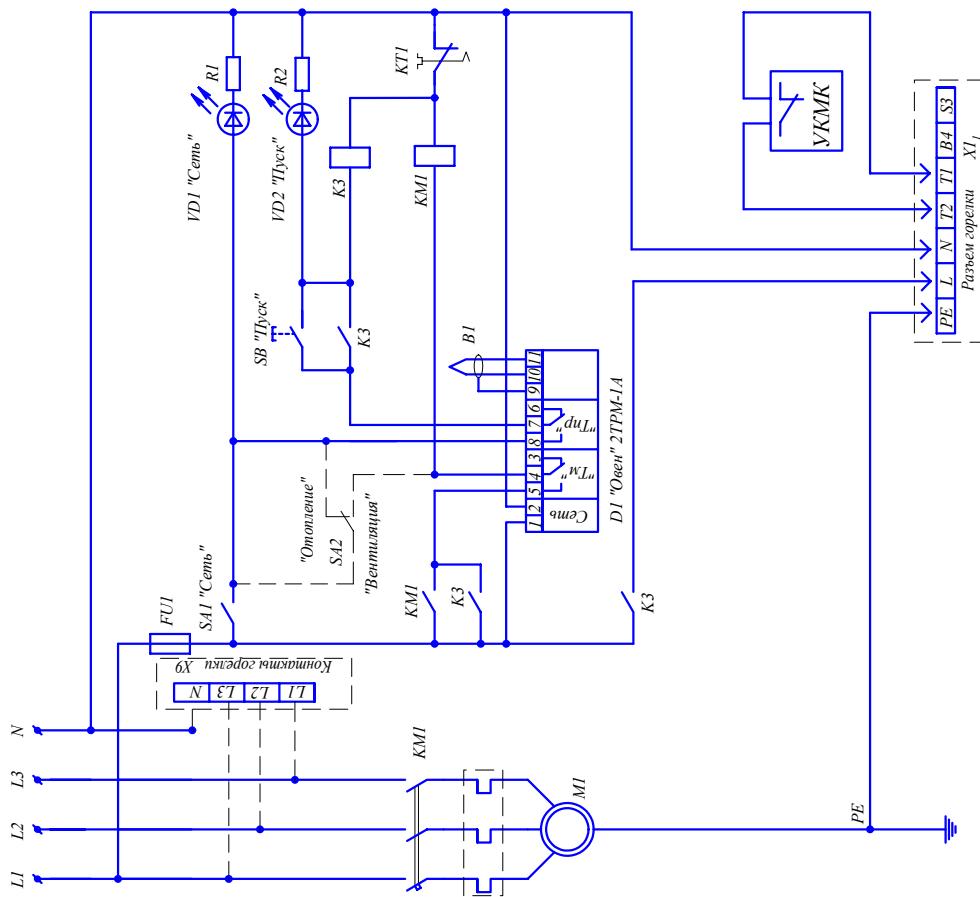 L1
L2
L3
N
FU1
SA1 "Сеть"
"Отопление"
SA2
"Вентиляция"
Контакты горелки X9
N
L3
L2
L1
KM1
M1
PE
VD1 "Сеть"
R1
VD2 "Пуск"
R2
K3
KM1
KT1
SB "Пуск"
K3
B1
KM1
K3
K3
1
2
5
4
3
8
7
6
9
10
11
Сеть
"Тм"
"Тпр"
D1 "Овен" 2ТРМ-1А
УКМК
PE
L
N
T2
T1
B4
S3
Разъем горелки
X1₁